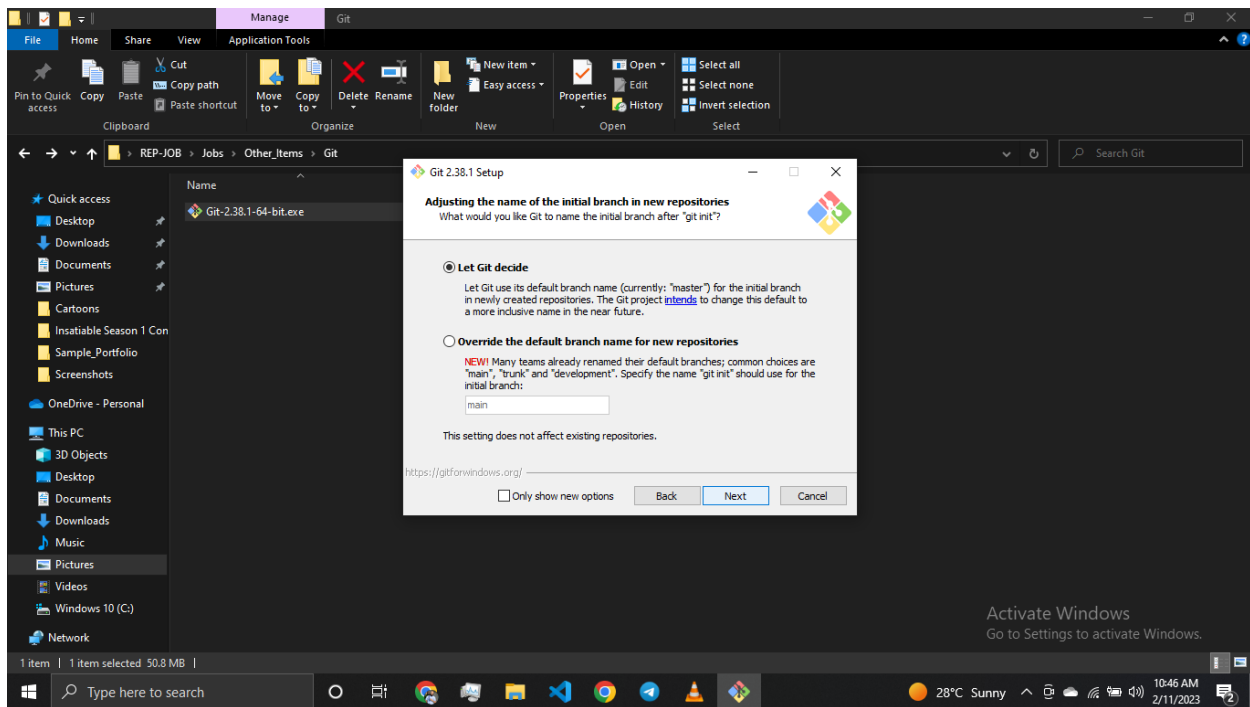 Manage
Git
File
Home
Share
View
Application Tools
Pin to Quick access
Copy
Paste
Cut
Copy path
Paste shortcut
Move to
Copy to
Delete
Rename
New folder
New item
Easy access
Properties
Open
Edit
History
Select all
Select none
Invert selection
Clipboard
Organize
New
Open
Select
REP-JOB > Jobs > Other_Items > Git
Search Git
Quick access
Desktop
Downloads
Documents
Pictures
Cartoons
Insatiable Season 1 Con
Sample_Portfolio
Screenshots
OneDrive - Personal
This PC
3D Objects
Desktop
Documents
Downloads
Music
Pictures
Videos
Windows 10 (C:)
Network
Name
Git-2.38.1-64-bit.exe
Git 2.38.1 Setup
Adjusting the name of the initial branch in new repositories
What would you like Git to name the initial branch after "git init"?
Let Git decide
Let Git use its default branch name (currently: "master") for the initial branch
in newly created repositories. The Git project intends to change this default to
a more inclusive name in the near future.
Override the default branch name for new repositories
NEW! Many teams already renamed their default branches; common choices are
"main", "trunk" and "development". Specify the name "git init" should use for the
initial branch:
main
This setting does not affect existing repositories.
https://gitforwindows.org/
Only show new options
Back
Next
Cancel
Activate Windows
Go to Settings to activate Windows.
1 item
1 item selected 50.8 MB
Type here to search
28°C Sunny
10:46 AM
2/11/2023
2